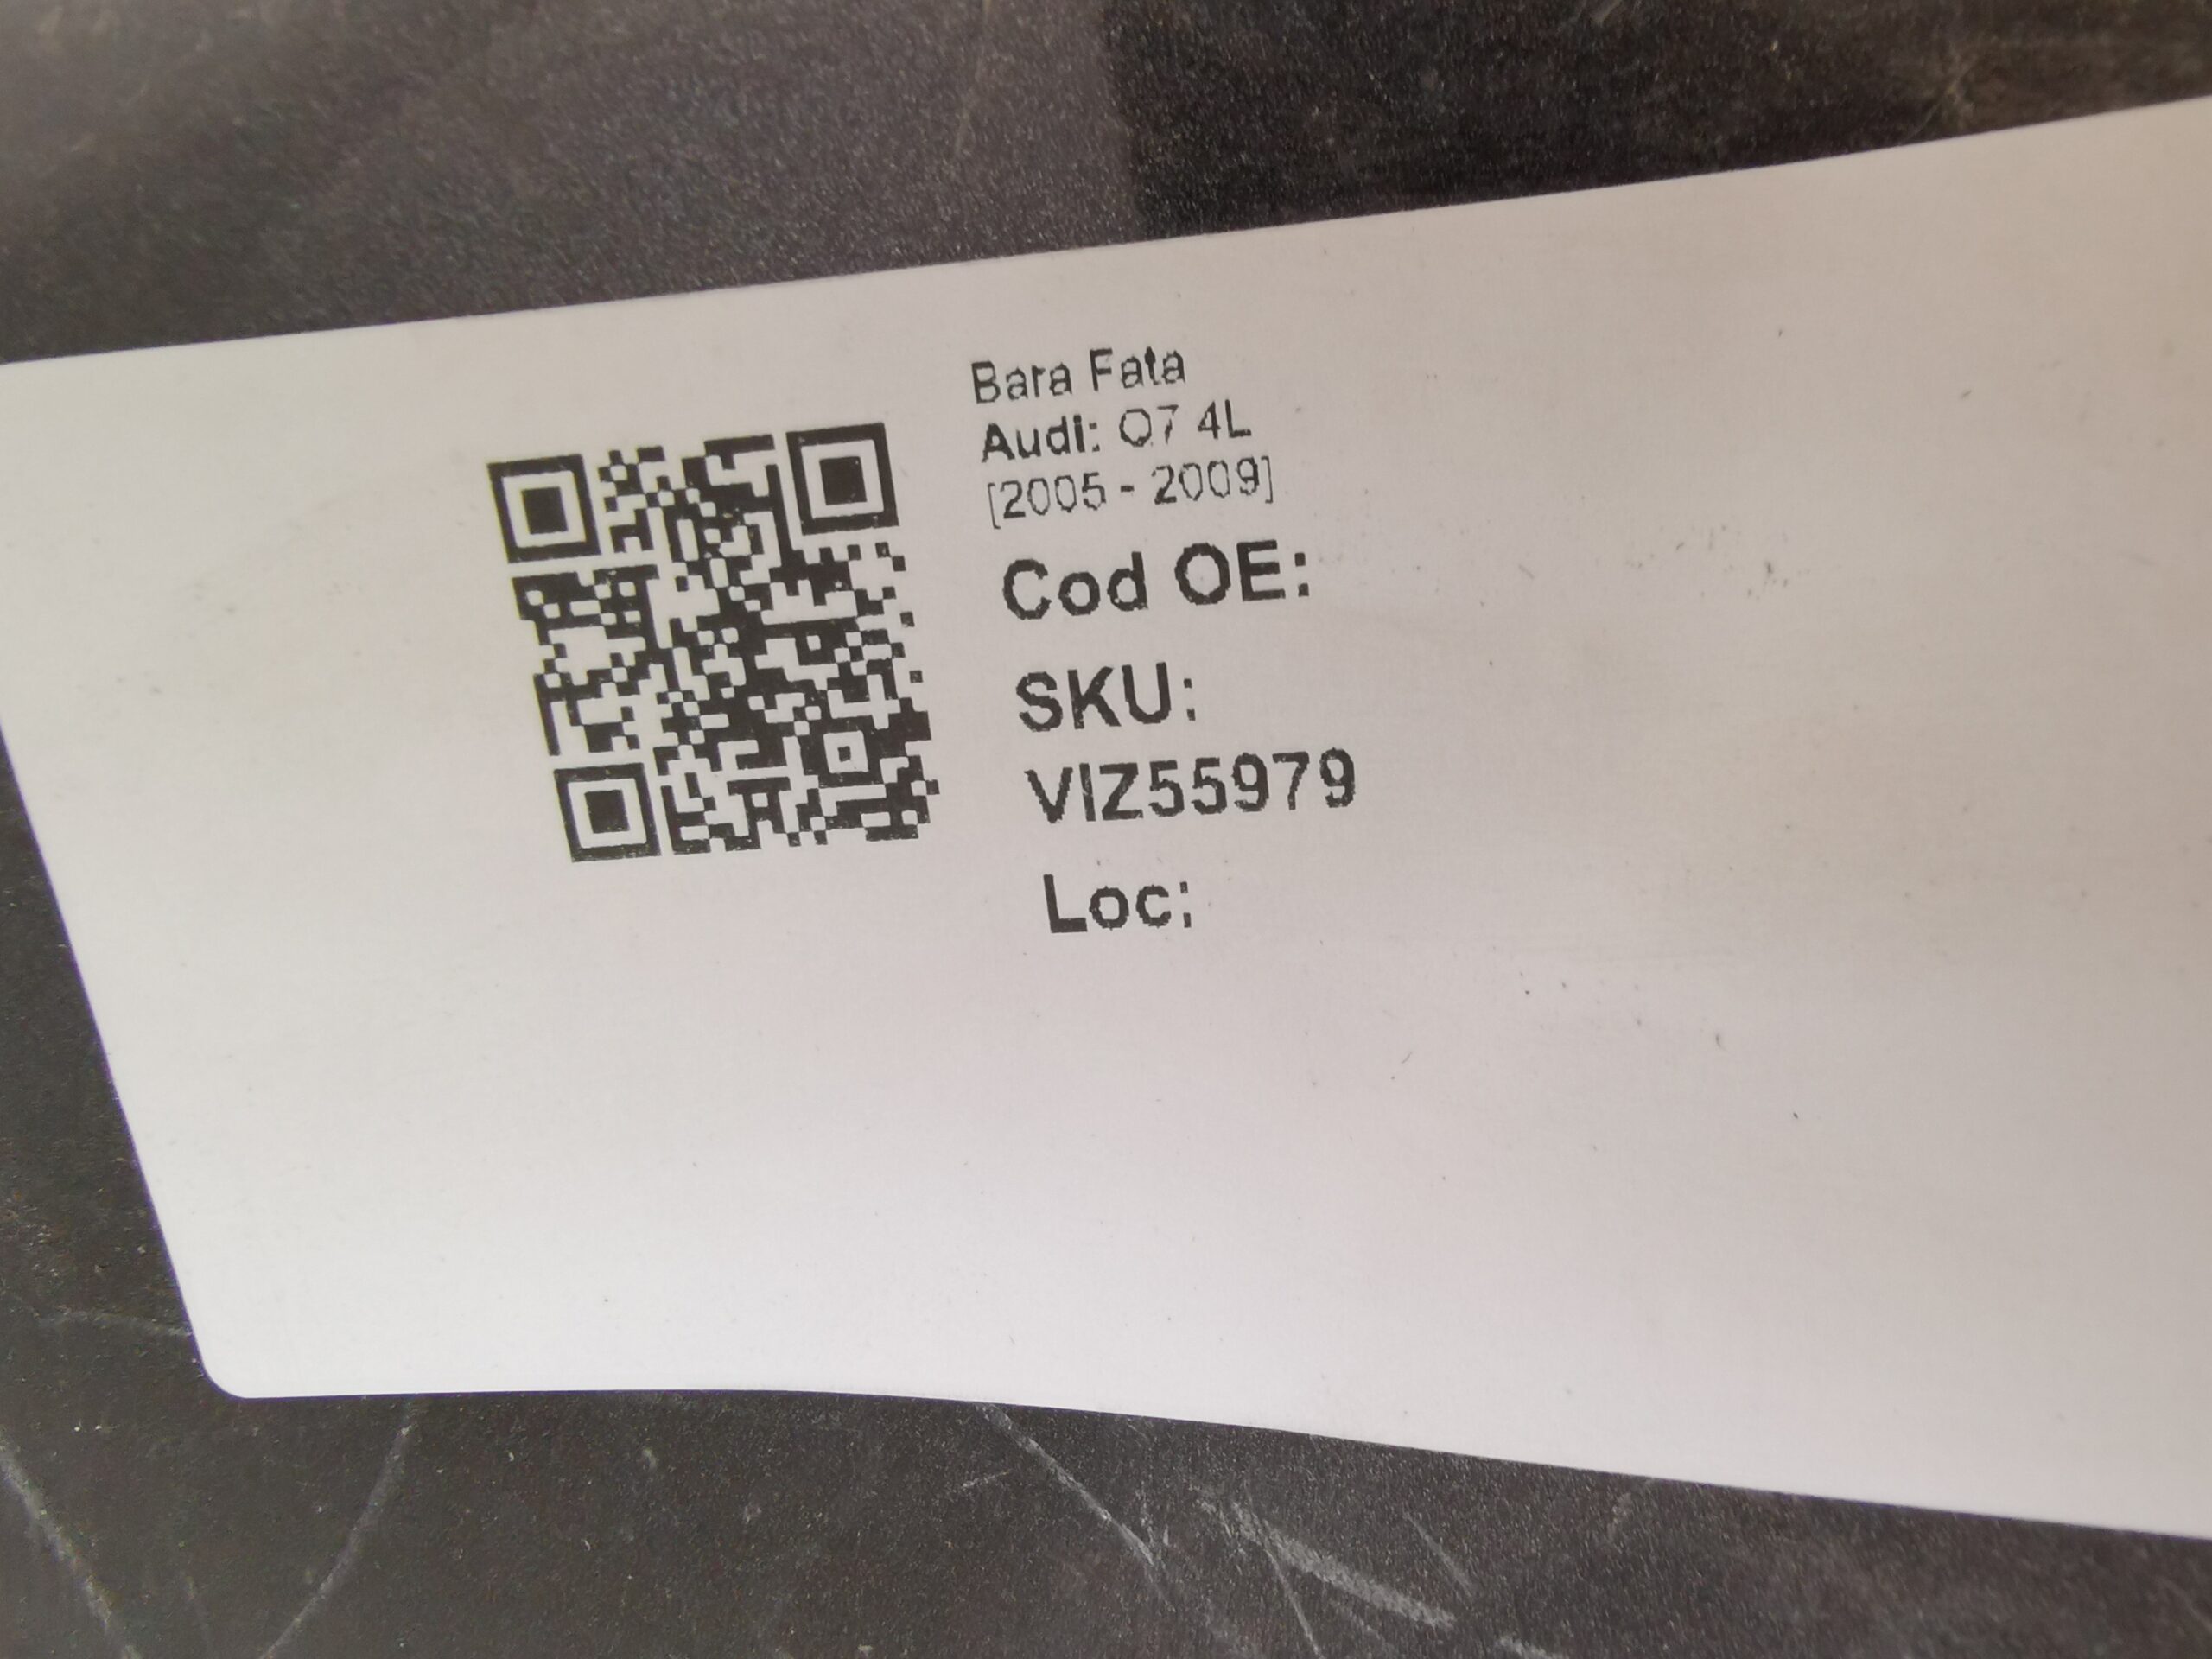 Bara Fata
Audi: Q7 4L
[2005 - 2009]
Cod OE:
SKU:
VIZ55979
Loc: